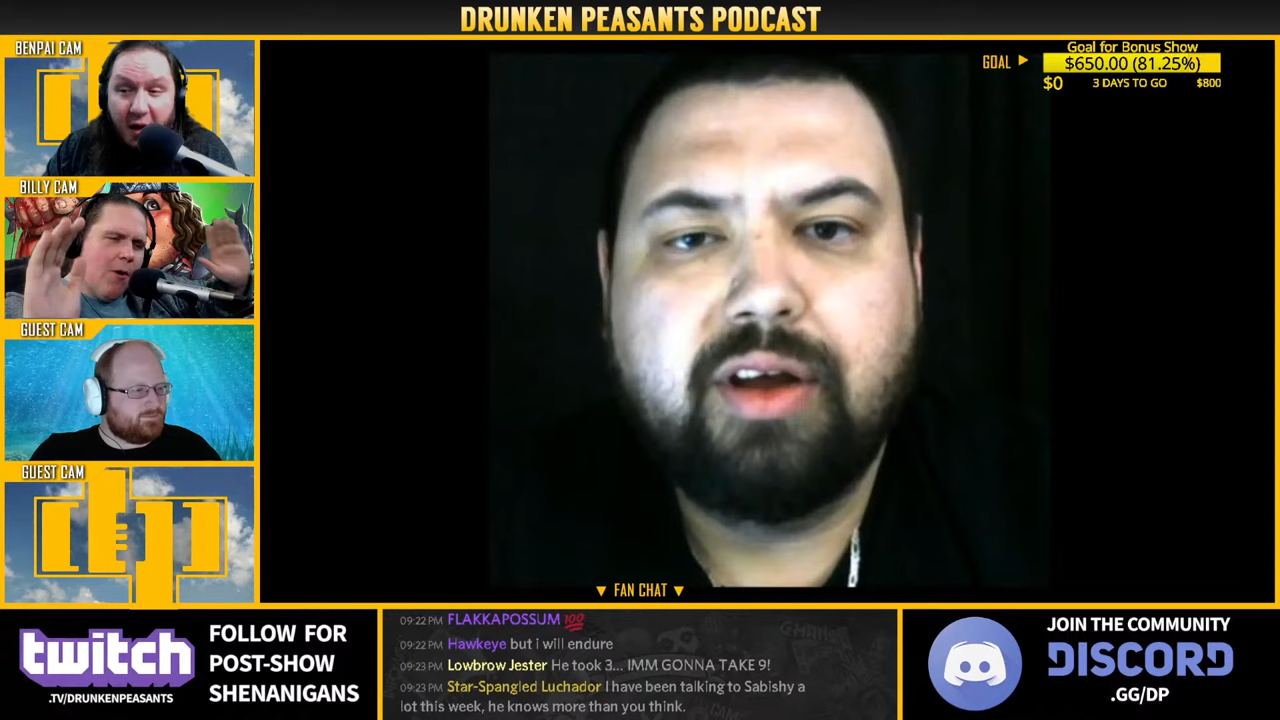 DRUNKEN PEASANTS PODCAST
BENPAI CAM
BILLY CAM
GUEST CAM
GUEST CAM
GOAL
Goal for Bonus Show
$650.00 (81.25%)
$0 3 DAYS TO GO $800
FAN CHAT
twitch
.TV/DRUNKENPEASANTS
FOLLOW FOR
POST-SHOW
SHENANIGANS
09:22 PM FLAKKAPOSSUM 💯
09:22 PM Hawkeye but i will endure
09:23 PM Lowbrow Jester He took 3... IMM GONNA TAKE 9!
09:23 PM Star-Spangled Luchador I have been talking to Sabishy a
lot this week, he knows more than you think.
JOIN THE COMMUNITY
DISCORD
.GG/DP